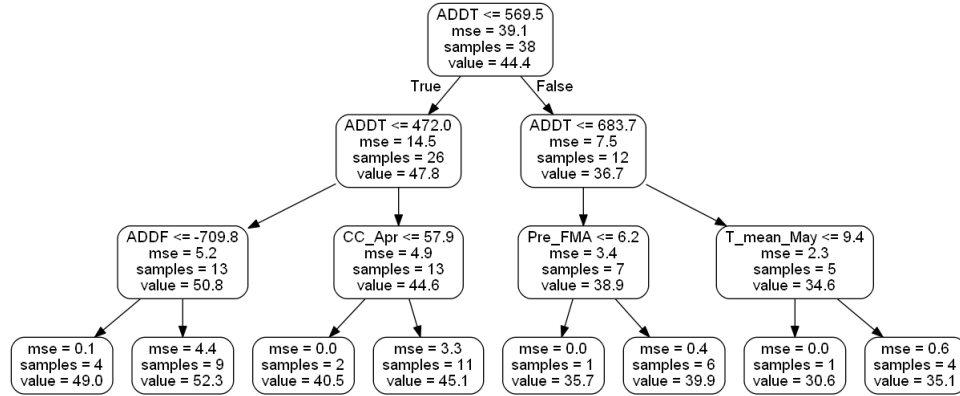 ADDT <= 569.5
mse = 39.1
samples = 38
value = 44.4
True
False
ADDT <= 472.0
mse = 14.5
samples = 26
value = 47.8
ADDT <= 683.7
mse = 7.5
samples = 12
value = 36.7
ADDF <= -709.8
mse = 5.2
samples = 13
value = 50.8
CC_Apr <= 57.9
mse = 4.9
samples = 13
value = 44.6
Pre_FMA <= 6.2
mse = 3.4
samples = 7
value = 38.9
T_mean_May <= 9.4
mse = 2.3
samples = 5
value = 34.6
mse = 0.1
samples = 4
value = 49.0
mse = 4.4
samples = 9
value = 52.3
mse = 0.0
samples = 2
value = 40.5
mse = 3.3
samples = 11
value = 45.1
mse = 0.0
samples = 1
value = 35.7
mse = 0.4
samples = 6
value = 39.9
mse = 0.0
samples = 1
value = 30.6
mse = 0.6
samples = 4
value = 35.1